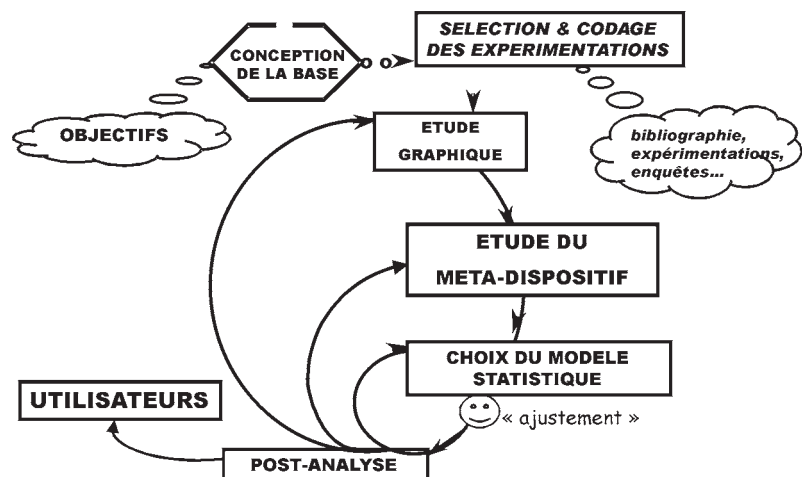 CONCEPTION
DE LA BASE
SELECTION & CODAGE
DES EXPERIMENTATIONS
OBJECTIFS
ETUDE
GRAPHIQUE
bibliographie,
expérimentations,
enquêtes...
ETUDE DU
META-DISPOSITIF
CHOIX DU MODELE
STATISTIQUE
UTILISATEURS
« ajustement »
POST-ANALYSE